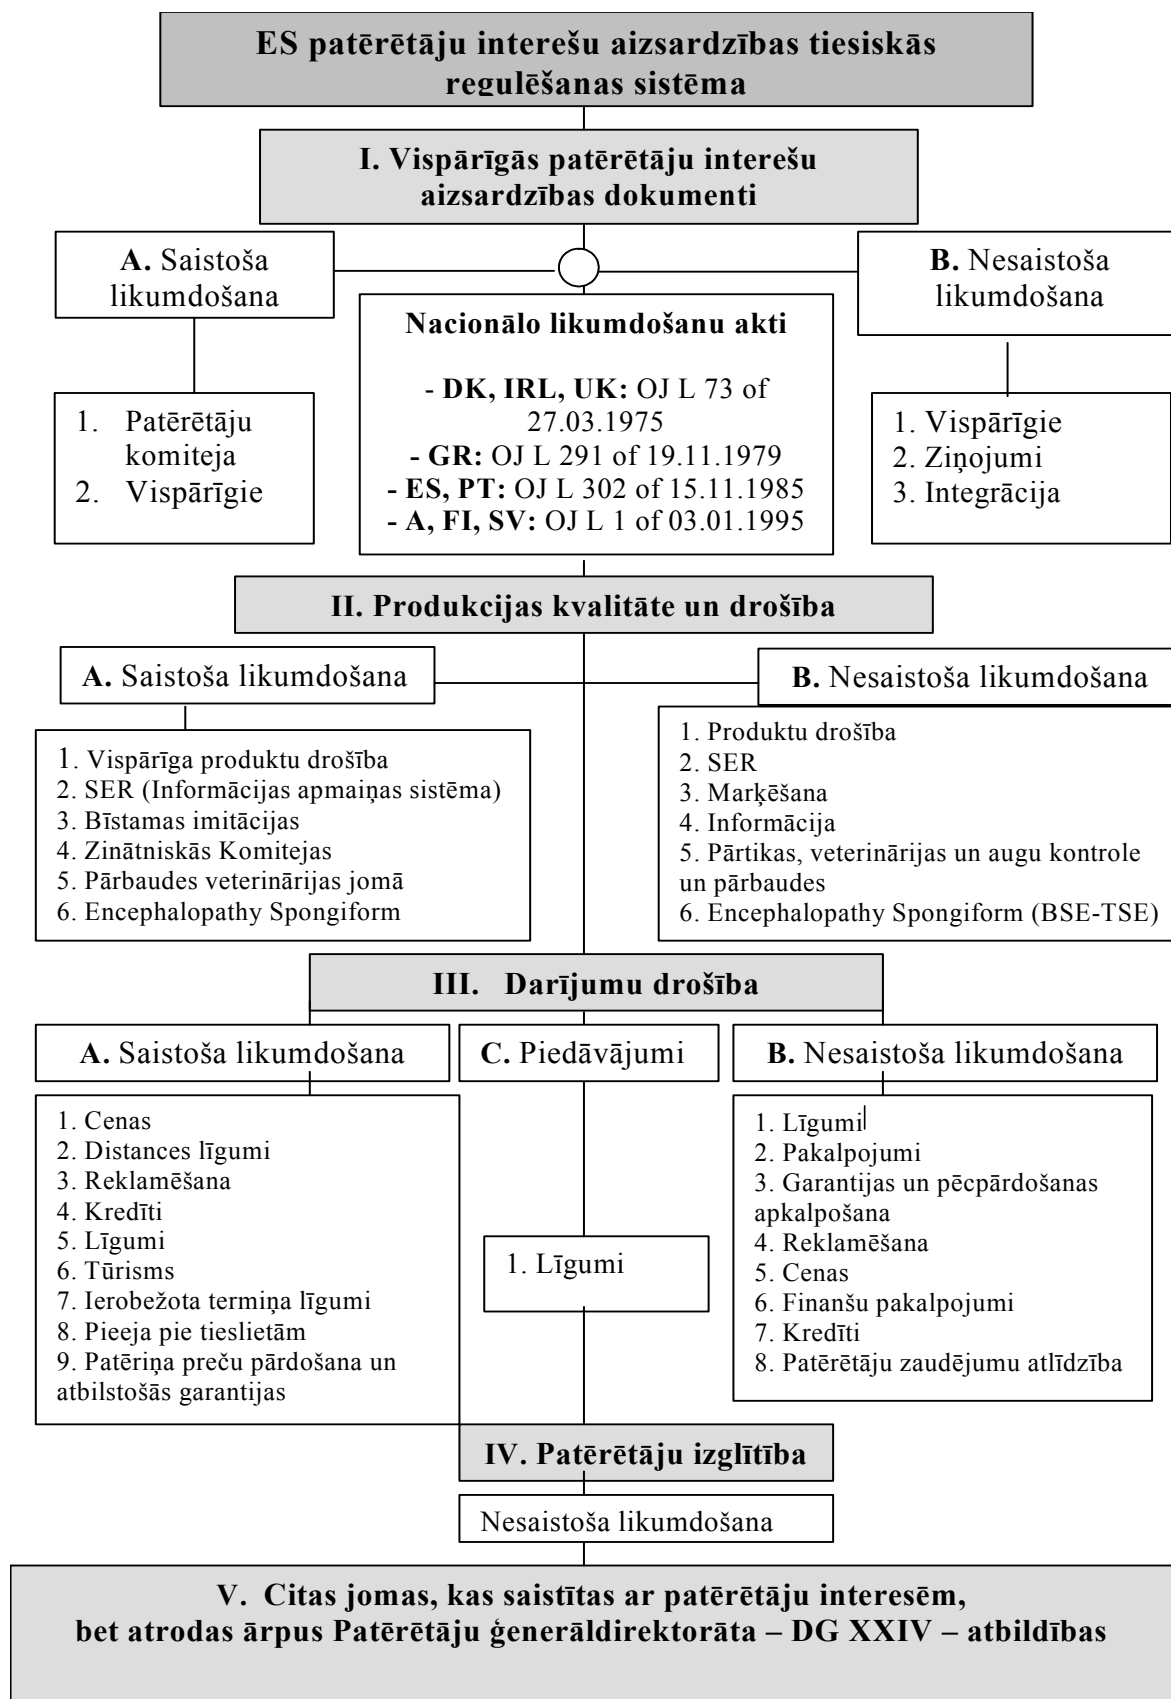 ES patērētāju interešu aizsardzības tiesiskās
regulēšanas sistēma
I. Vispārīgās patērētāju interešu
aizsardzības dokumenti
A. Saistoša
likumdošana
B. Nesaistoša
likumdošana
Nacionālo likumdošanu akti
- DK, IRL, UK: OJ L 73 of
27.03.1975
- GR: OJ L 291 of 19.11.1979
- ES, PT: OJ L 302 of 15.11.1985
- A, FI, SV: OJ L 1 of 03.01.1995
1. Patērētāju
komiteja
2. Vispārīgie
1. Vispārīgie
2. Ziņojumi
3. Integrācija
II. Produkcijas kvalitāte un drošība
A. Saistoša likumdošana
B. Nesaistoša likumdošana
1. Vispārīga produktu drošība
2. SER (Informācijas apmaiņas sistēma)
3. Bīstamas imitācijas
4. Zinātniskās Komitejas
5. Pārbaudes veterinārijas jomā
6. Encephalopathy Spongiform
1. Produktu drošība
2. SER
3. Marķēšana
4. Informācija
5. Pārtikas, veterinārijas un augu kontrole
un pārbaudes
6. Encephalopathy Spongiform (BSE-TSE)
III. Darījumu drošība
A. Saistoša likumdošana
C. Piedāvājumi
B. Nesaistoša likumdošana
1. Cenas
2. Distances līgumi
3. Reklamēšana
4. Kredīti
5. Līgumi
6. Tūrisms
7. Ierobežota termiņa līgumi
8. Pieeja pie tieslietām
9. Patēriņa preču pārdošana un
atbilstošās garantijas
1. Līgumi
1. Līgumi
2. Pakalpojumi
3. Garantijas un pēcpārdošanas
apkalpošana
4. Reklamēšana
5. Cenas
6. Finanšu pakalpojumi
7. Kredīti
8. Patērētāju zaudējumu atlīdzība
IV. Patērētāju izglītība
Nesaistoša likumdošana
V. Citas jomas, kas saistītas ar patērētāju interesēm,
bet atrodas ārpus Patērētāju ģenerāldirektorāta – DG XXIV – atbildības